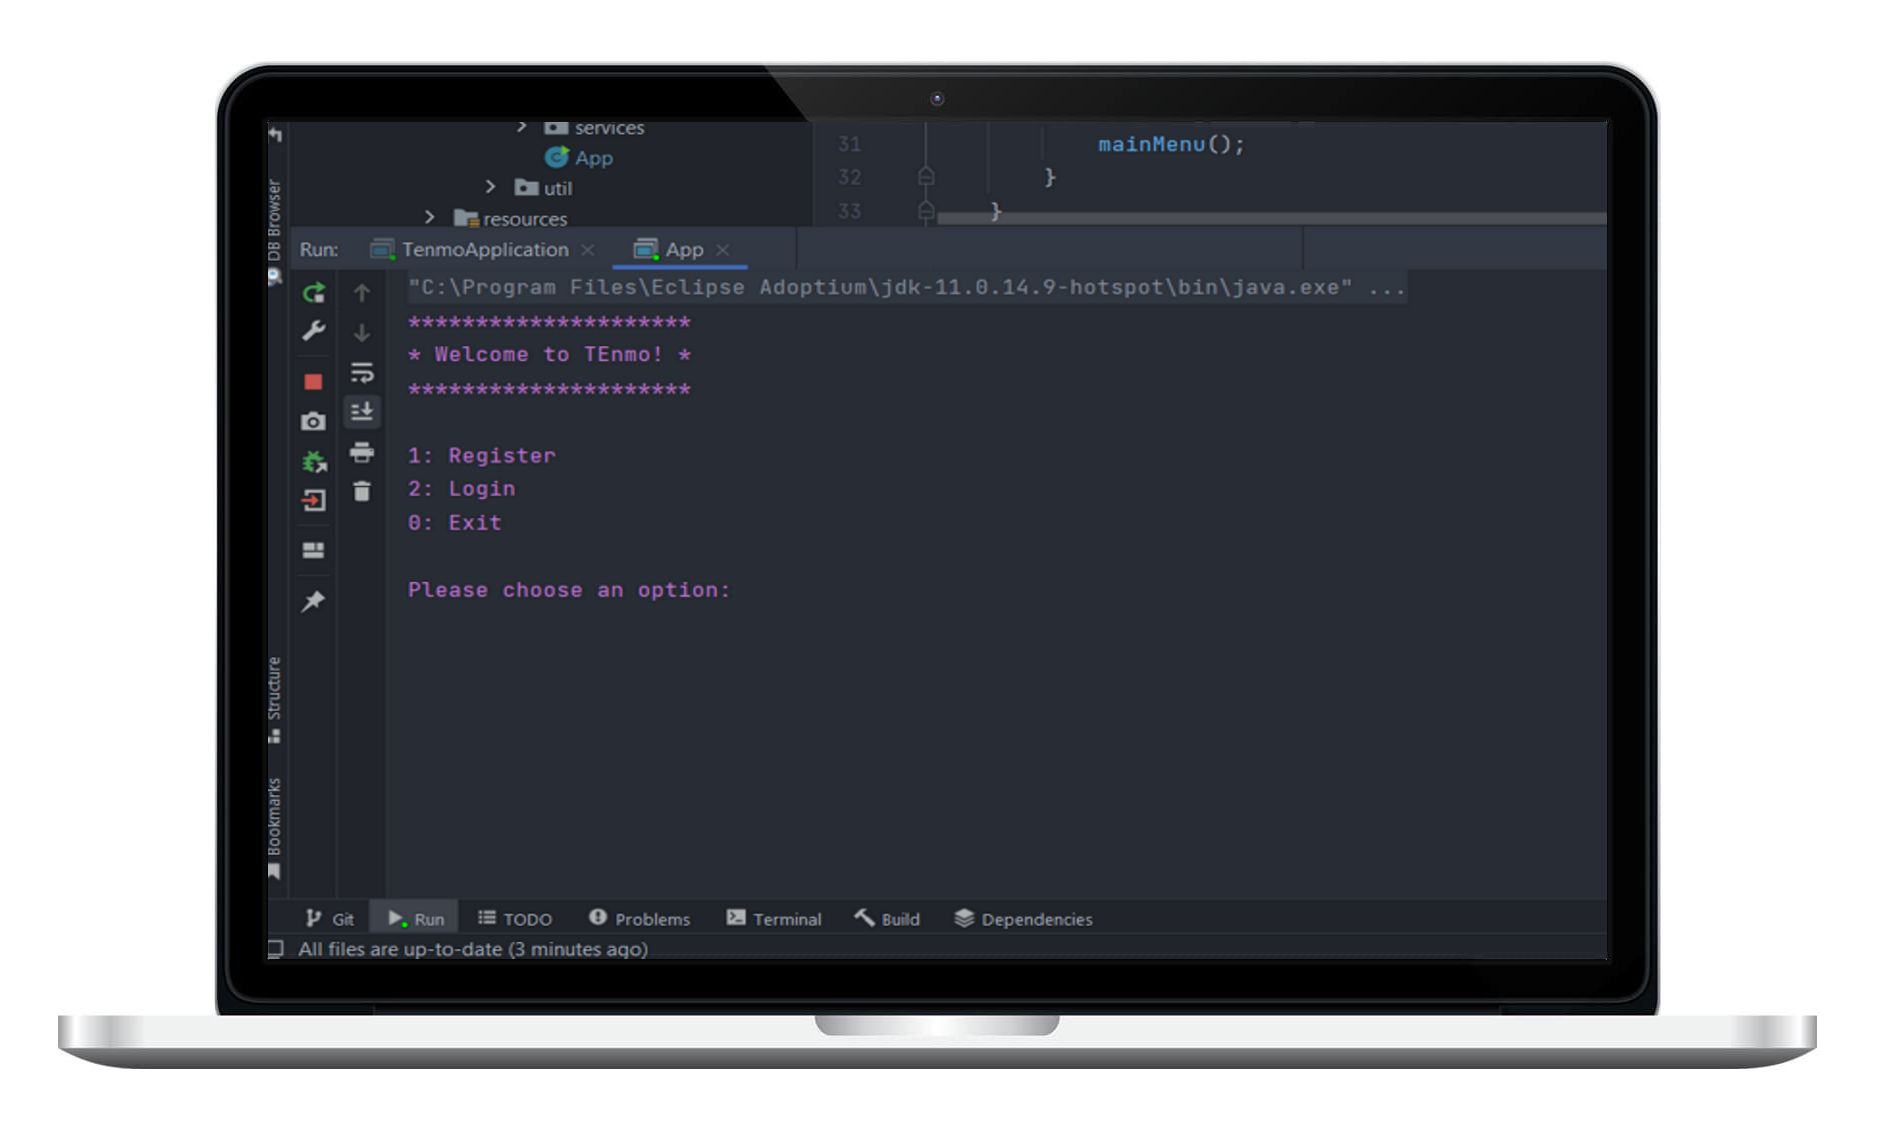 services
App
util
resources
DB Browser
31 mainMenu();
32 }
33 }
Run: TenmoApplication App
"C:\Program Files\Eclipse Adoptium\jdk-11.0.14.9-hotspot\bin\java.exe" ...
*********************
* Welcome to TEnmo! *
*********************
1: Register
2: Login
0: Exit
Please choose an option:
Structure
Bookmarks
Git Run TODO Problems Terminal Build Dependencies
All files are up-to-date (3 minutes ago)